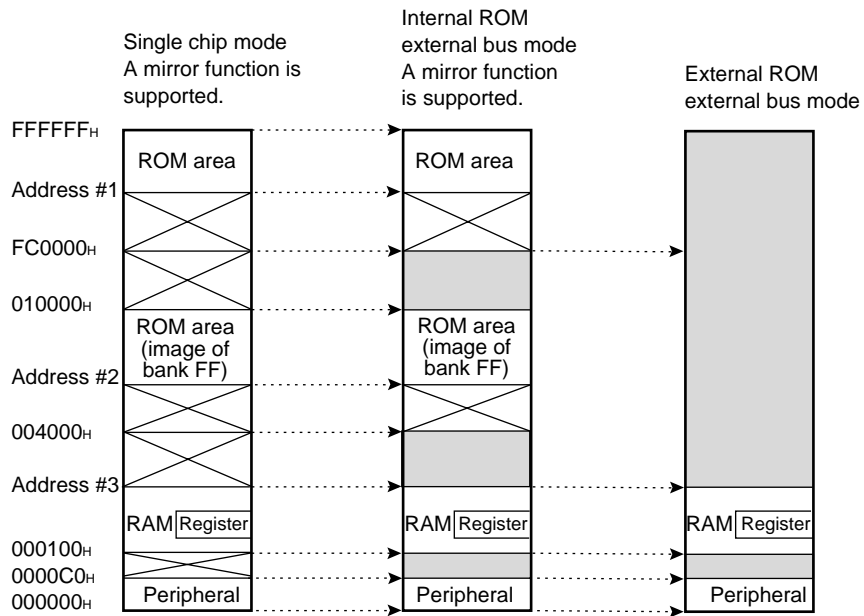 Single chip mode
A mirror function is
supported.
Internal ROM
external bus mode
A mirror function
is supported.
External ROM
external bus mode
FFFFFFH
ROM area
ROM area
Address #1
FC0000H
010000H
ROM area
(image of
bank FF)
ROM area
(image of
bank FF)
Address #2
004000H
Address #3
RAM Register
RAM Register
RAM Register
000100H
0000C0H
Peripheral
Peripheral
Peripheral
000000H